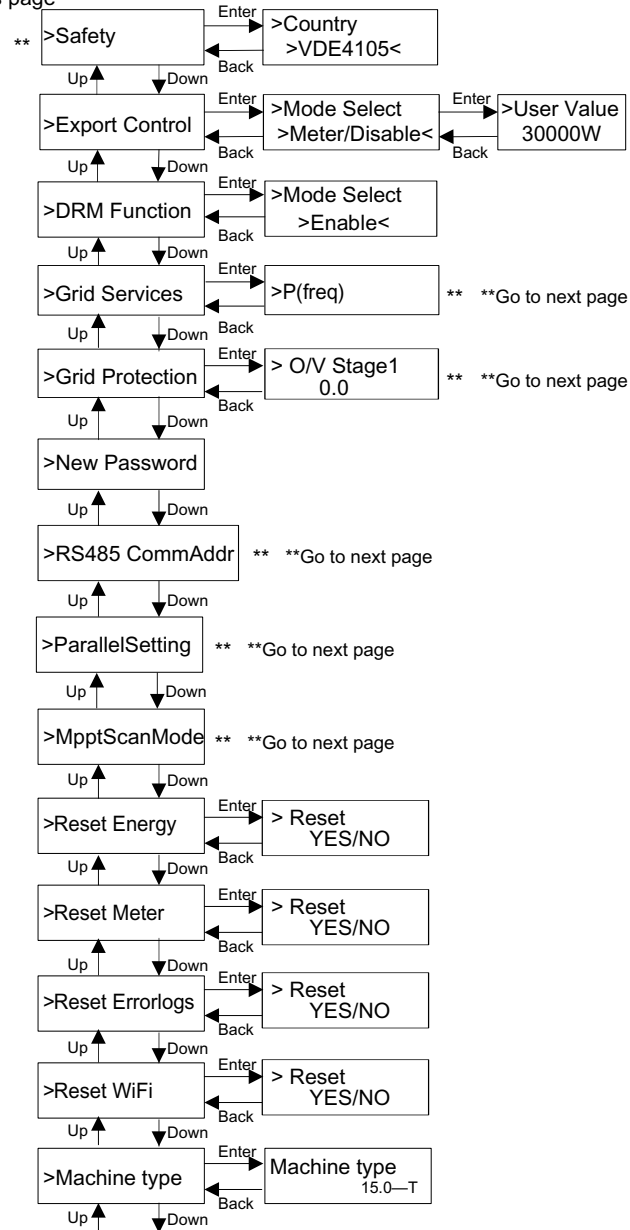 page
** >Safety Enter >Country
>VDE4105<
Back
Up Down
>Export Control Enter >Mode Select Enter >User Value
>Meter/Disable< 30000W
Back Back
Up Down
>DRM Function Enter >Mode Select
>Enable<
Back
Up Down
>Grid Services Enter >P(freq) ** **Go to next page
Back
Up Down
>Grid Protection Enter > O/V Stage1 ** **Go to next page
0.0
Back
Up Down
>New Password
Up Down
>RS485 CommAddr ** **Go to next page
Up Down
>ParallelSetting ** **Go to next page
Up Down
>MpptScanMode ** **Go to next page
Up Down
>Reset Energy Enter > Reset
YES/NO
Back
Up Down
>Reset Meter Enter > Reset
YES/NO
Back
Up Down
>Reset Errorlogs Enter > Reset
YES/NO
Back
Up Down
>Reset WiFi Enter > Reset
YES/NO
Back
Up Down
>Machine type Enter Machine type
15.0—T
Back
Up Down